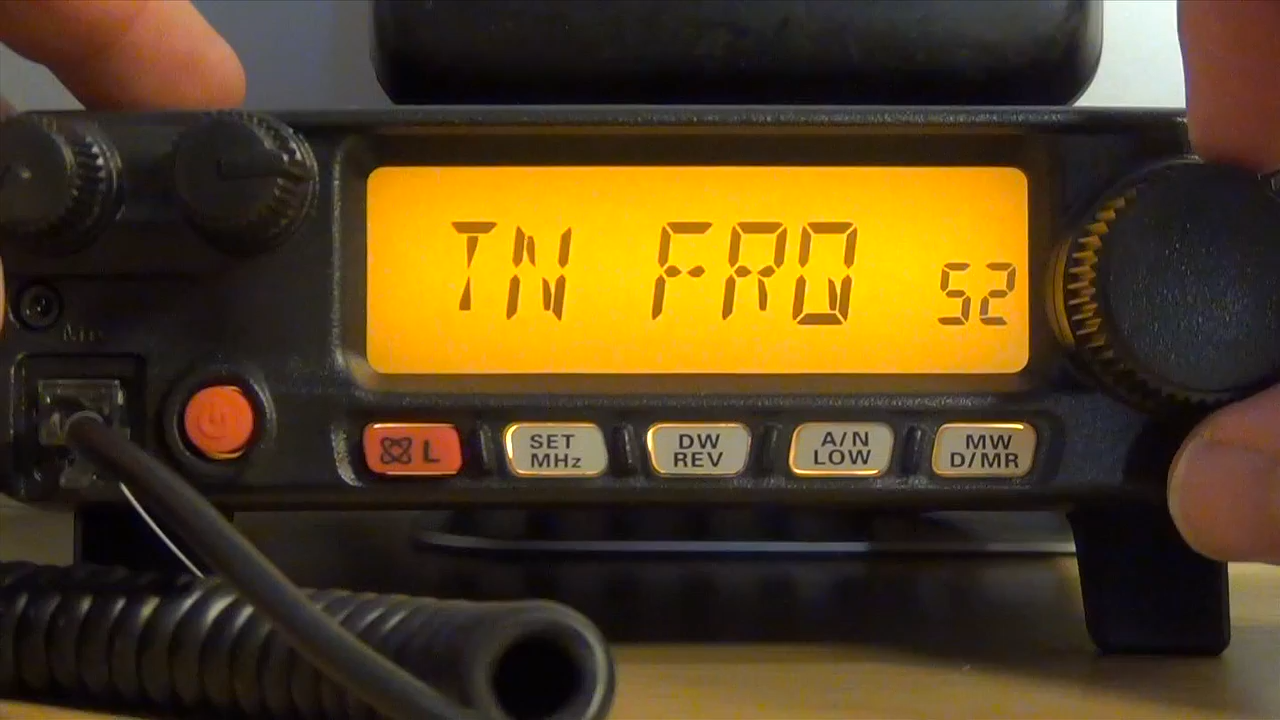 TN FRQ 52
L
SET
MHz
DW
REV
A/N
LOW
MW
D/MR